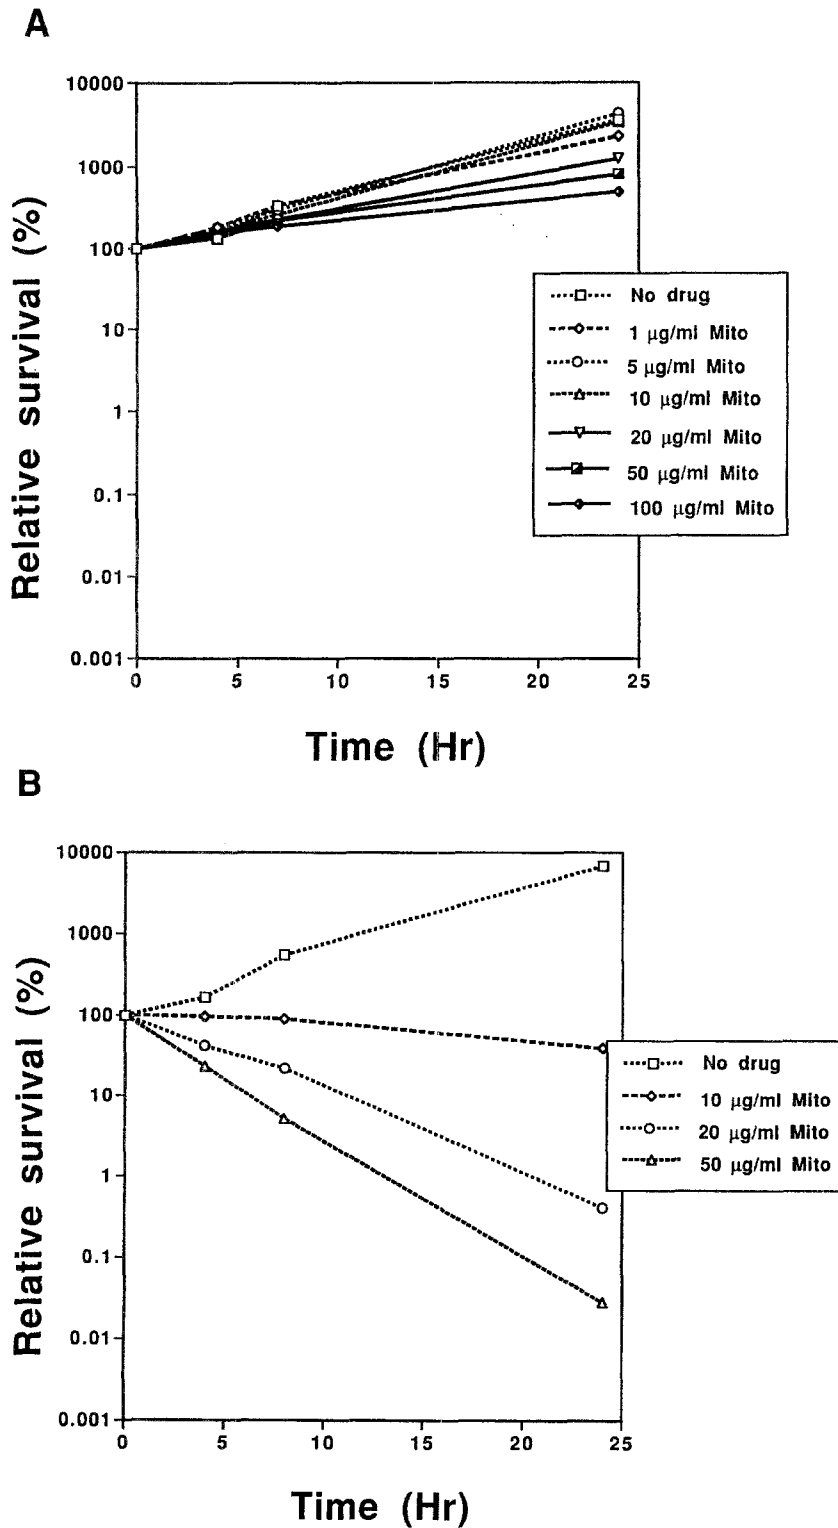 A
Relative survival (%)
10000
1000
100
10
1
0.1
0.01
0.001
0 5 10 15 20 25
Time (Hr)
No drug
1 µg/ml Mito
5 µg/ml Mito
10 µg/ml Mito
20 µg/ml Mito
50 µg/ml Mito
100 µg/ml Mito
B
Relative survival (%)
10000
1000
100
10
1
0.1
0.01
0.001
0 5 10 15 20 25
Time (Hr)
No drug
10 µg/ml Mito
20 µg/ml Mito
50 µg/ml Mito